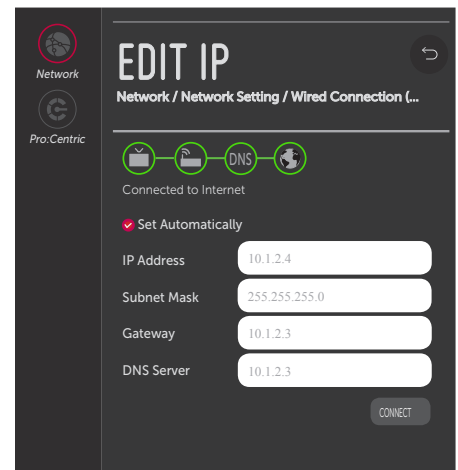 Network
Pro:Centric
EDIT IP
Network / Network Setting / Wired Connection (...
DNS
Connected to Internet
Set Automatically
IP Address 10.1.2.4
Subnet Mask 255.255.255.0
Gateway 10.1.2.3
DNS Server 10.1.2.3
CONNECT